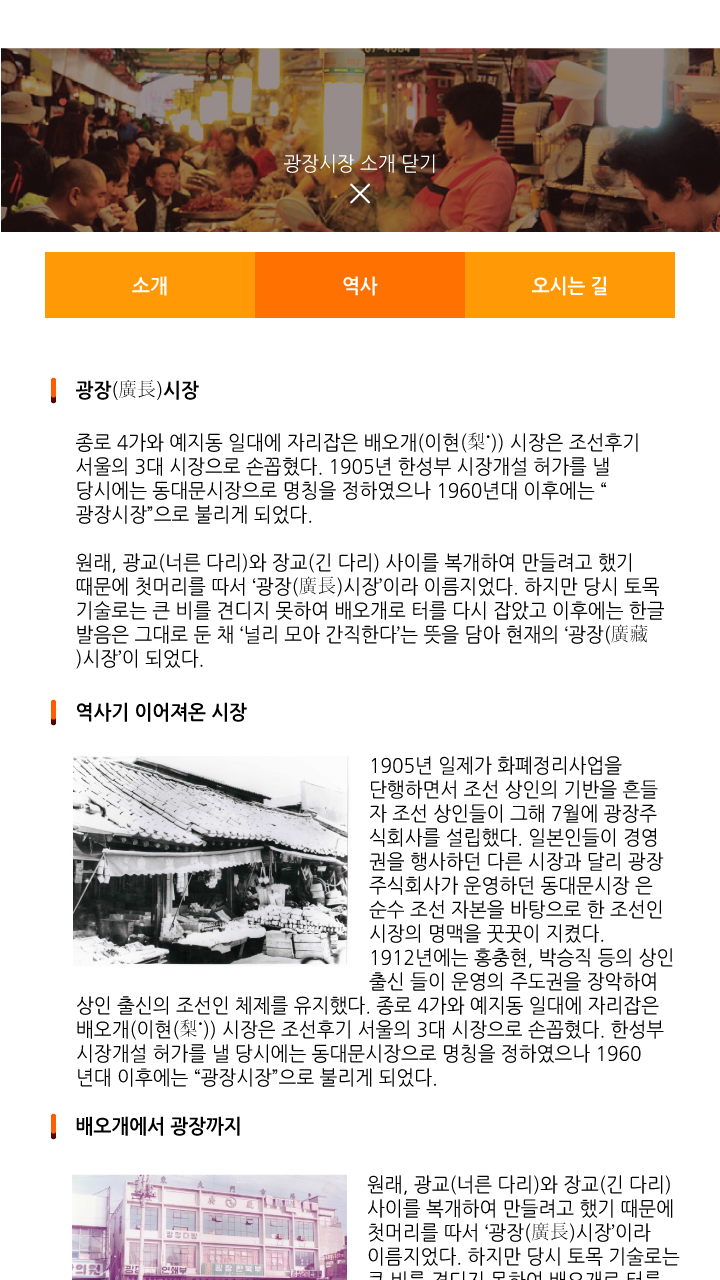 광장시장 소개 닫기
소개
역사
오시는 길
광장(廣長)시장
종로 4가와 예지동 일대에 자리잡은 배오개(이현(梨·)) 시장은 조선후기
서울의 3대 시장으로 손꼽혔다. 1905년 한성부 시장개설 허가를 낼
당시에는 동대문시장으로 명칭을 정하였으나 1960년대 이후에는 “
광장시장”으로 불리게 되었다.
원래, 광교(너른 다리)와 장교(긴 다리) 사이를 복개하여 만들려고 했기
때문에 첫머리를 따서 ‘광장(廣長)시장’이라 이름지었다. 하지만 당시 토목
기술로는 큰 비를 견디지 못하여 배오개로 터를 다시 잡았고 이후에는 한글
발음은 그대로 둔 채 ‘널리 모아 간직한다’는 뜻을 담아 현재의 ‘광장(廣藏
)시장’이 되었다.
역사기 이어져온 시장
1905년 일제가 화폐정리사업을
단행하면서 조선 상인의 기반을 흔들
자 조선 상인들이 그해 7월에 광장주
식회사를 설립했다. 일본인들이 경영
권을 행사하던 다른 시장과 달리 광장
주식회사가 운영하던 동대문시장 은
순수 조선 자본을 바탕으로 한 조선인
시장의 명맥을 꿋꿋이 지켰다.
1912년에는 홍충현, 박승직 등의 상인
출신 들이 운영의 주도권을 장악하여
상인 출신의 조선인 체제를 유지했다. 종로 4가와 예지동 일대에 자리잡은
배오개(이현(梨·)) 시장은 조선후기 서울의 3대 시장으로 손꼽혔다. 한성부
시장개설 허가를 낼 당시에는 동대문시장으로 명칭을 정하였으나 1960
년대 이후에는 “광장시장”으로 불리게 되었다.
배오개에서 광장까지
원래, 광교(너른 다리)와 장교(긴 다리)
사이를 복개하여 만들려고 했기 때문에
첫머리를 따서 ‘광장(廣長)시장’이라
이름지었다. 하지만 당시 토목 기술로는
큰 비를 견디지 못하여 배오개로 터를